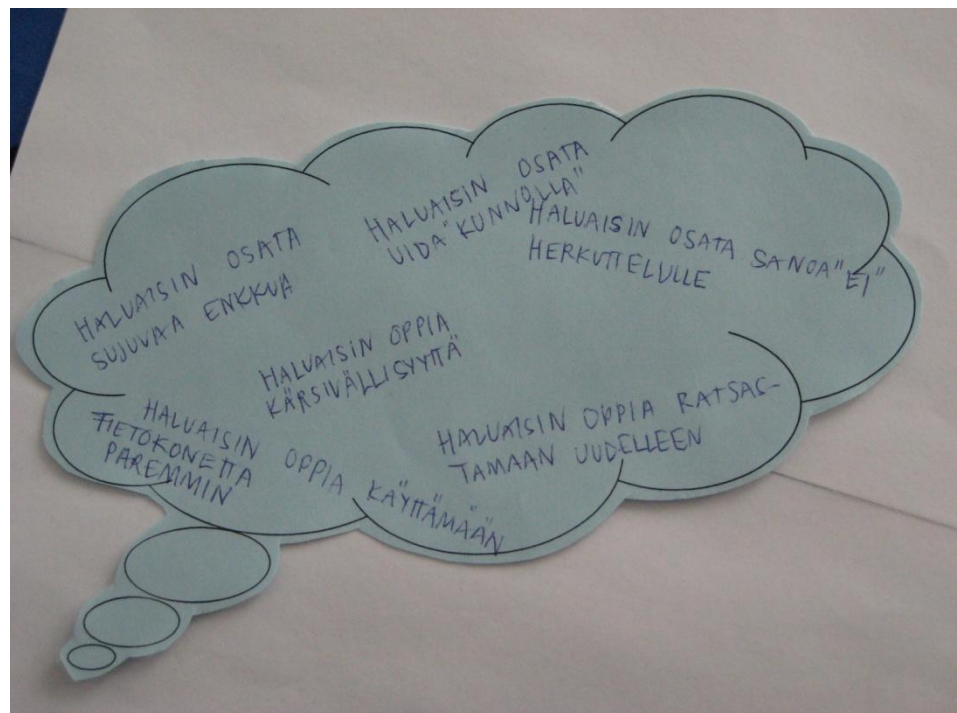 HALUAISIN OSATA
SUJUVAA ENKKUA
HALUAISIN OSATA
UIDA "KUNNOLLA"
HALUAISIN OSATA SANOA "EI"
HERKUTTELULLE
HALUAISIN OPPIA
KÄRSIVÄLLISYYTTÄ
HALUAISIN OPPIA KÄYTTÄMÄÄN
TIETOKONETTA
PAREMMIN
HALUAISIN OPPIA RATSAS-
TAMAAN UUDELLEEN